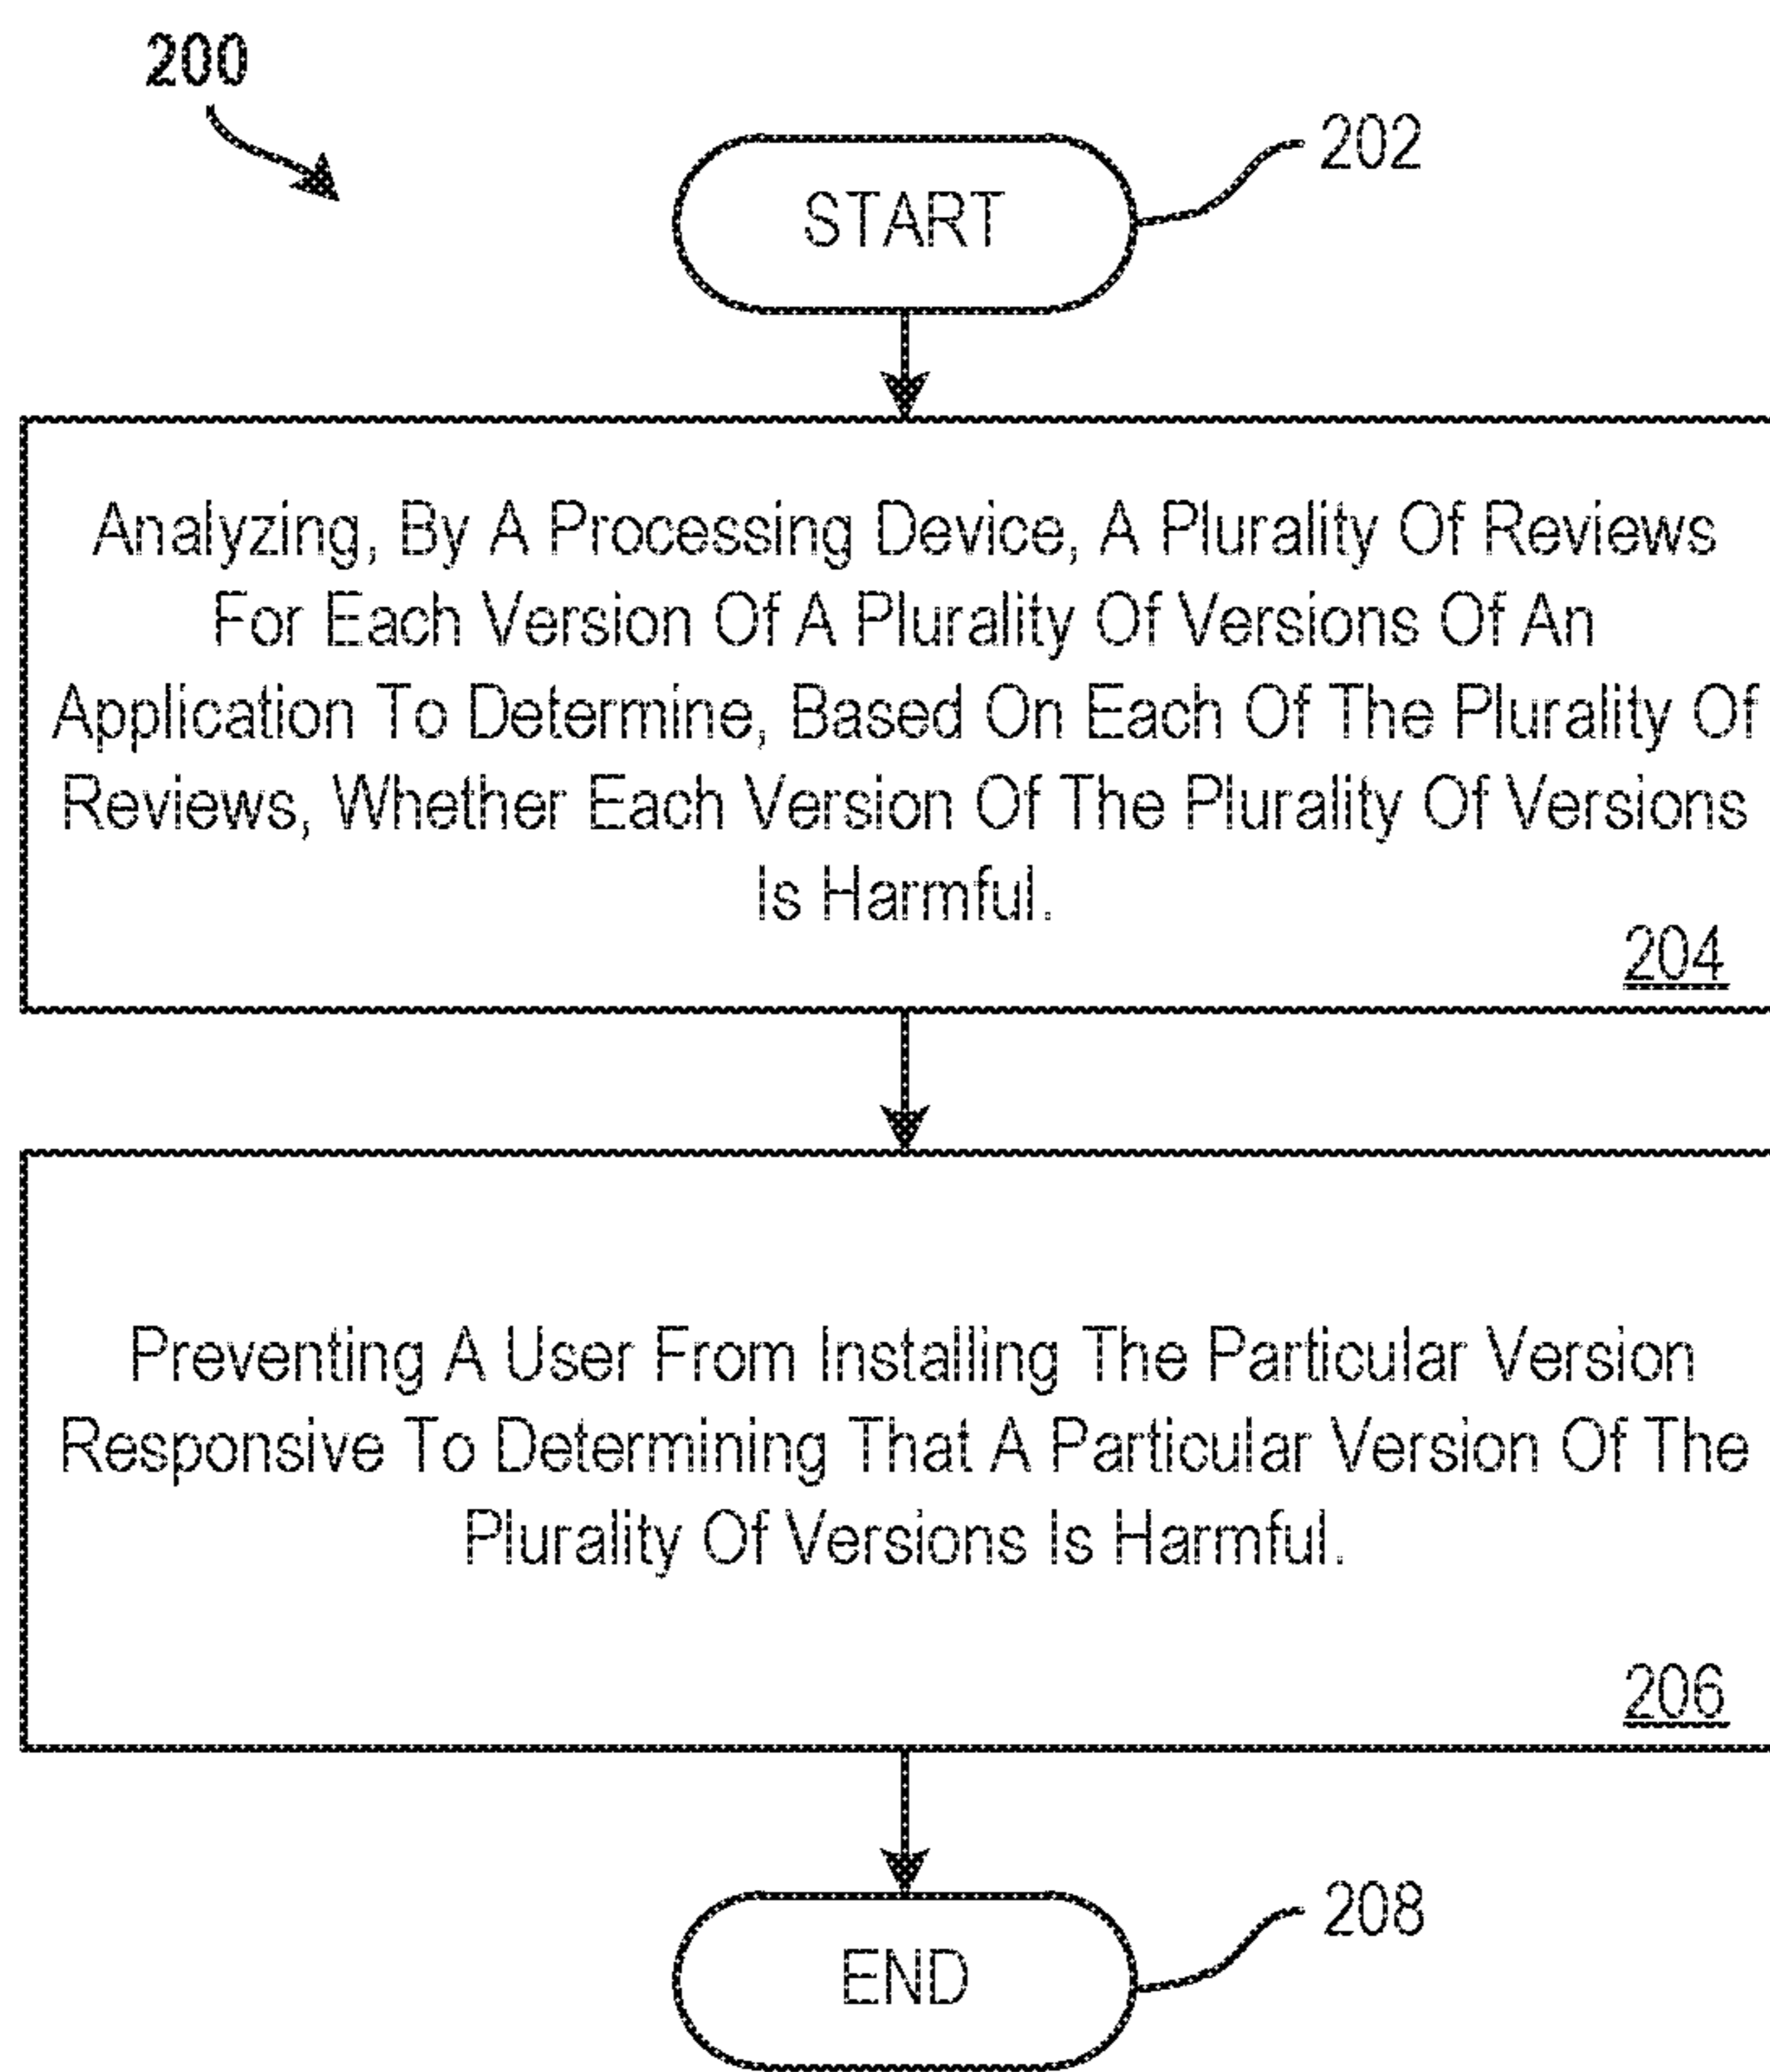 200
202
START
Analyzing, By A Processing Device, A Plurality Of Reviews
For Each Version Of A Plurality Of Versions Of An
Application To Determine, Based On Each Of The Plurality Of
Reviews, Whether Each Version Of The Plurality Of Versions
Is Harmful.
204
Preventing A User From Installing The Particular Version
Responsive To Determining That A Particular Version Of The
Plurality Of Versions Is Harmful.
206
208
END